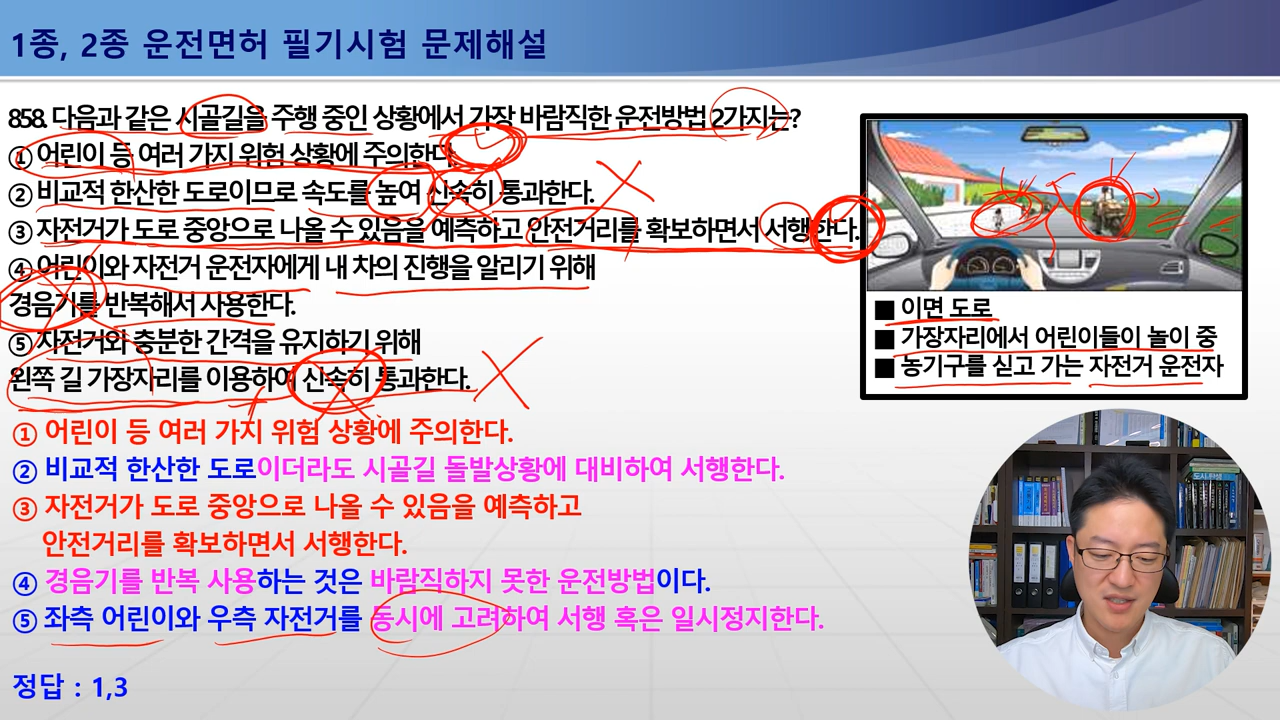 1종, 2종 운전면허 필기시험 문제해설
858. 다음과 같은 시골길을 주행 중인 상황에서 가장 바람직한 운전방법 2가지는?
① 어린이 등 여러 가지 위험 상황에 주의한다.
② 비교적 한산한 도로이므로 속도를 높여 신속히 통과한다.
③ 자전거가 도로 중앙으로 나올 수 있음을 예측하고 안전거리를 확보하면서 서행한다.
④ 어린이와 자전거 운전자에게 내 차의 진행을 알리기 위해
경음기를 반복해서 사용한다.
⑤ 자전거와 충분한 간격을 유지하기 위해
왼쪽 길 가장자리를 이용하여 신속히 통과한다.
■ 이면 도로
■ 가장자리에서 어린이들이 놀이 중
■ 농기구를 싣고 가는 자전거 운전자
① 어린이 등 여러 가지 위험 상황에 주의한다.
② 비교적 한산한 도로이더라도 시골길 돌발상황에 대비하여 서행한다.
③ 자전거가 도로 중앙으로 나올 수 있음을 예측하고
안전거리를 확보하면서 서행한다.
④ 경음기를 반복 사용하는 것은 바람직하지 못한 운전방법이다.
⑤ 좌측 어린이와 우측 자전거를 동시에 고려하여 서행 혹은 일시정지한다.
정답 : 1,3